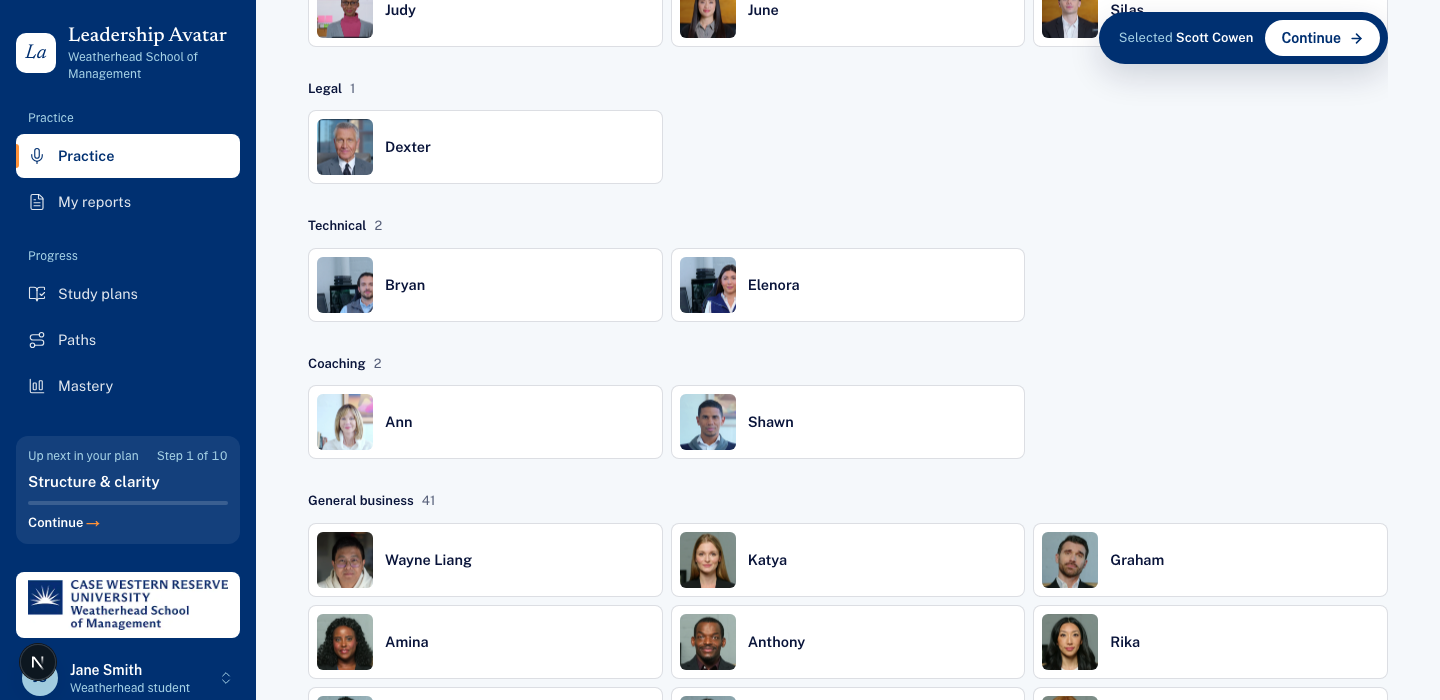 La
Leadership Avatar
Weatherhead School of
Management
Practice
Practice
My reports
Progress
Study plans
Paths
Mastery
Up next in your plan Step 1 of 10
Structure & clarity
Continue →
CASE WESTERN RESERVE
UNIVERSITY
Weatherhead School
of Management
N
Jane Smith
Weatherhead student
Judy
June
Silas
Selected Scott Cowen
Continue →
Legal 1
Dexter
Technical 2
Bryan
Elenora
Coaching 2
Ann
Shawn
General business 41
Wayne Liang
Katya
Graham
Amina
Anthony
Rika